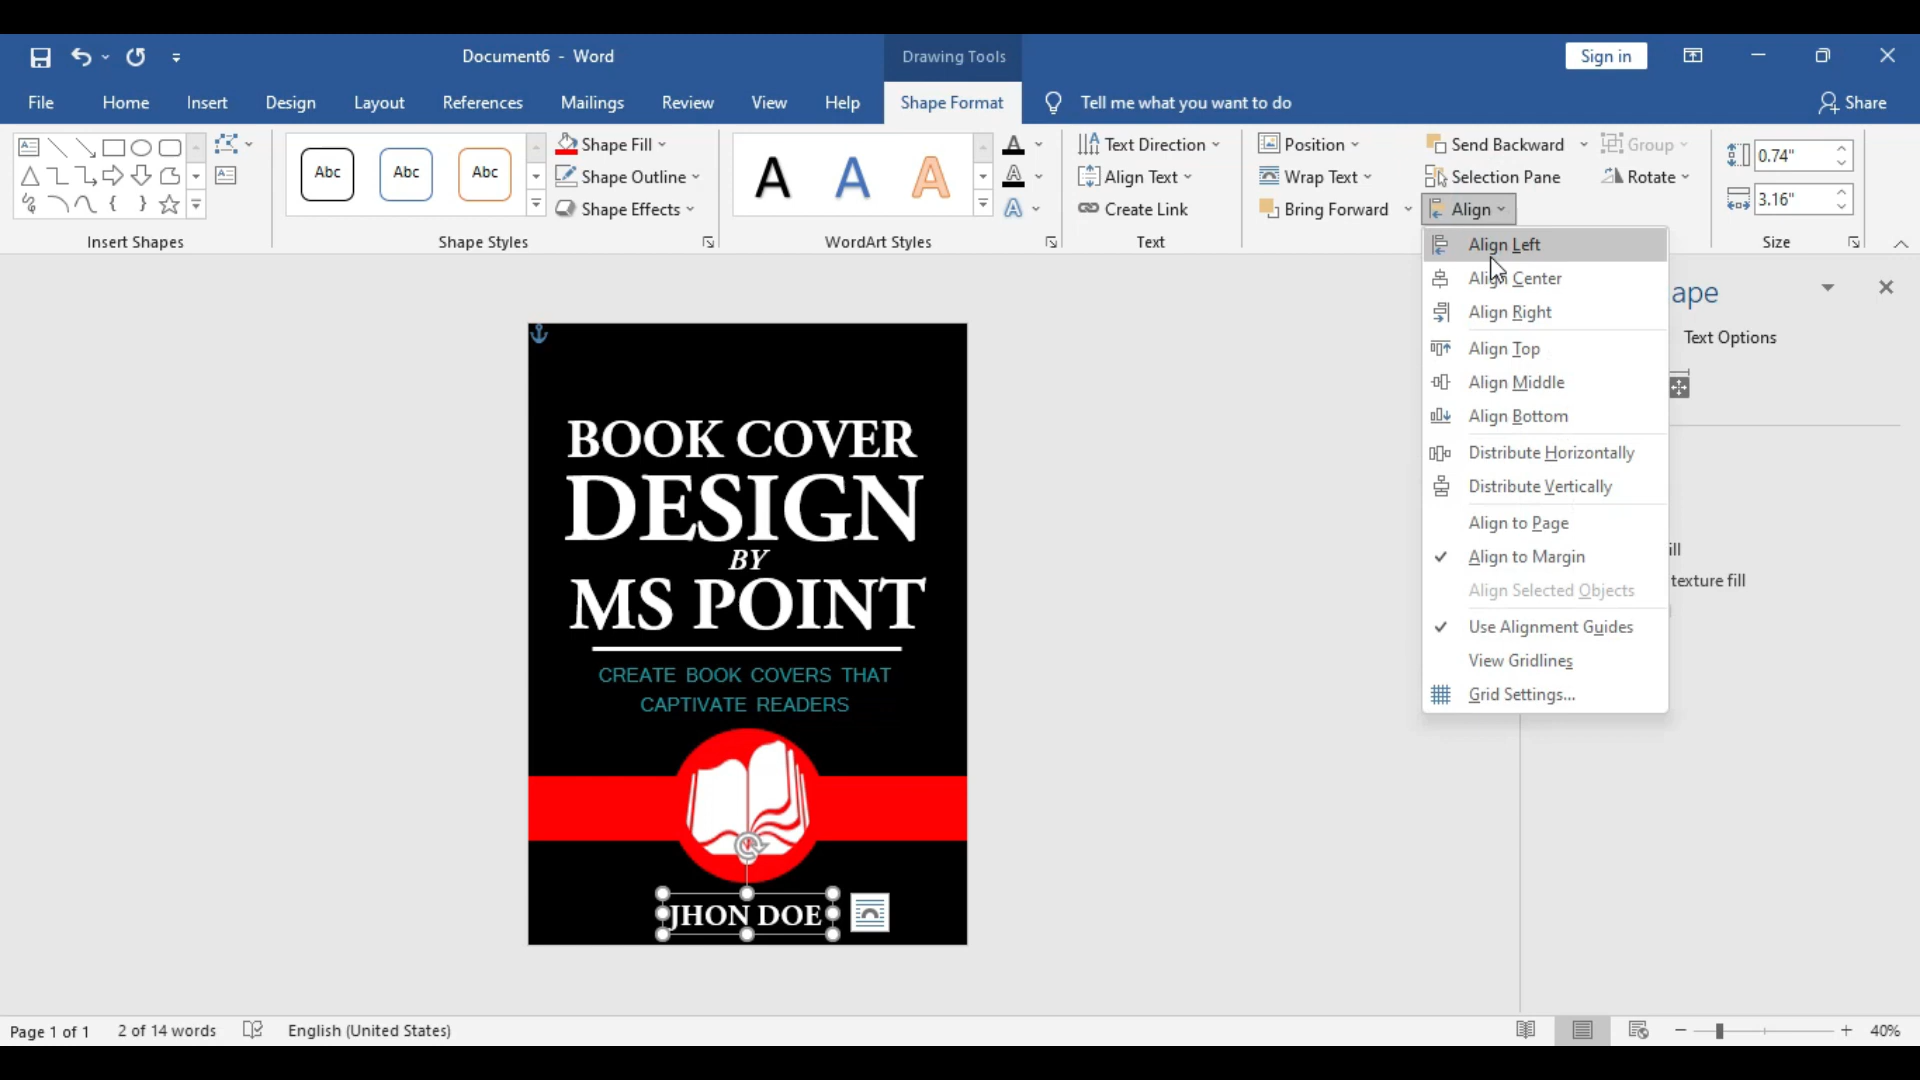 Document6 - Word
Drawing Tools
Sign in
File
Home
Insert
Design
Layout
References
Mailings
Review
View
Help
Shape Format
Tell me what you want to do
Share
Abc
Abc
Abc
Shape Fill
Shape Outline
Shape Effects
A
A
A
Text Direction
Align Text
Create Link
Position
Wrap Text
Bring Forward
Send Backward
Selection Pane
Align
Group
Rotate
0.74"
3.16"
Insert Shapes
Shape Styles
WordArt Styles
Text
Size
Align Left
Align Center
Align Right
Align Top
Align Middle
Align Bottom
Distribute Horizontally
Distribute Vertically
Align to Page
Align to Margin
Align Selected Objects
Use Alignment Guides
View Gridlines
Grid Settings...
ape
Text Options
ill
texture fill
BOOK COVER
DESIGN
BY
MS POINT
CREATE BOOK COVERS THAT
CAPTIVATE READERS
JHON DOE
Page 1 of 1
2 of 14 words
English (United States)
40%